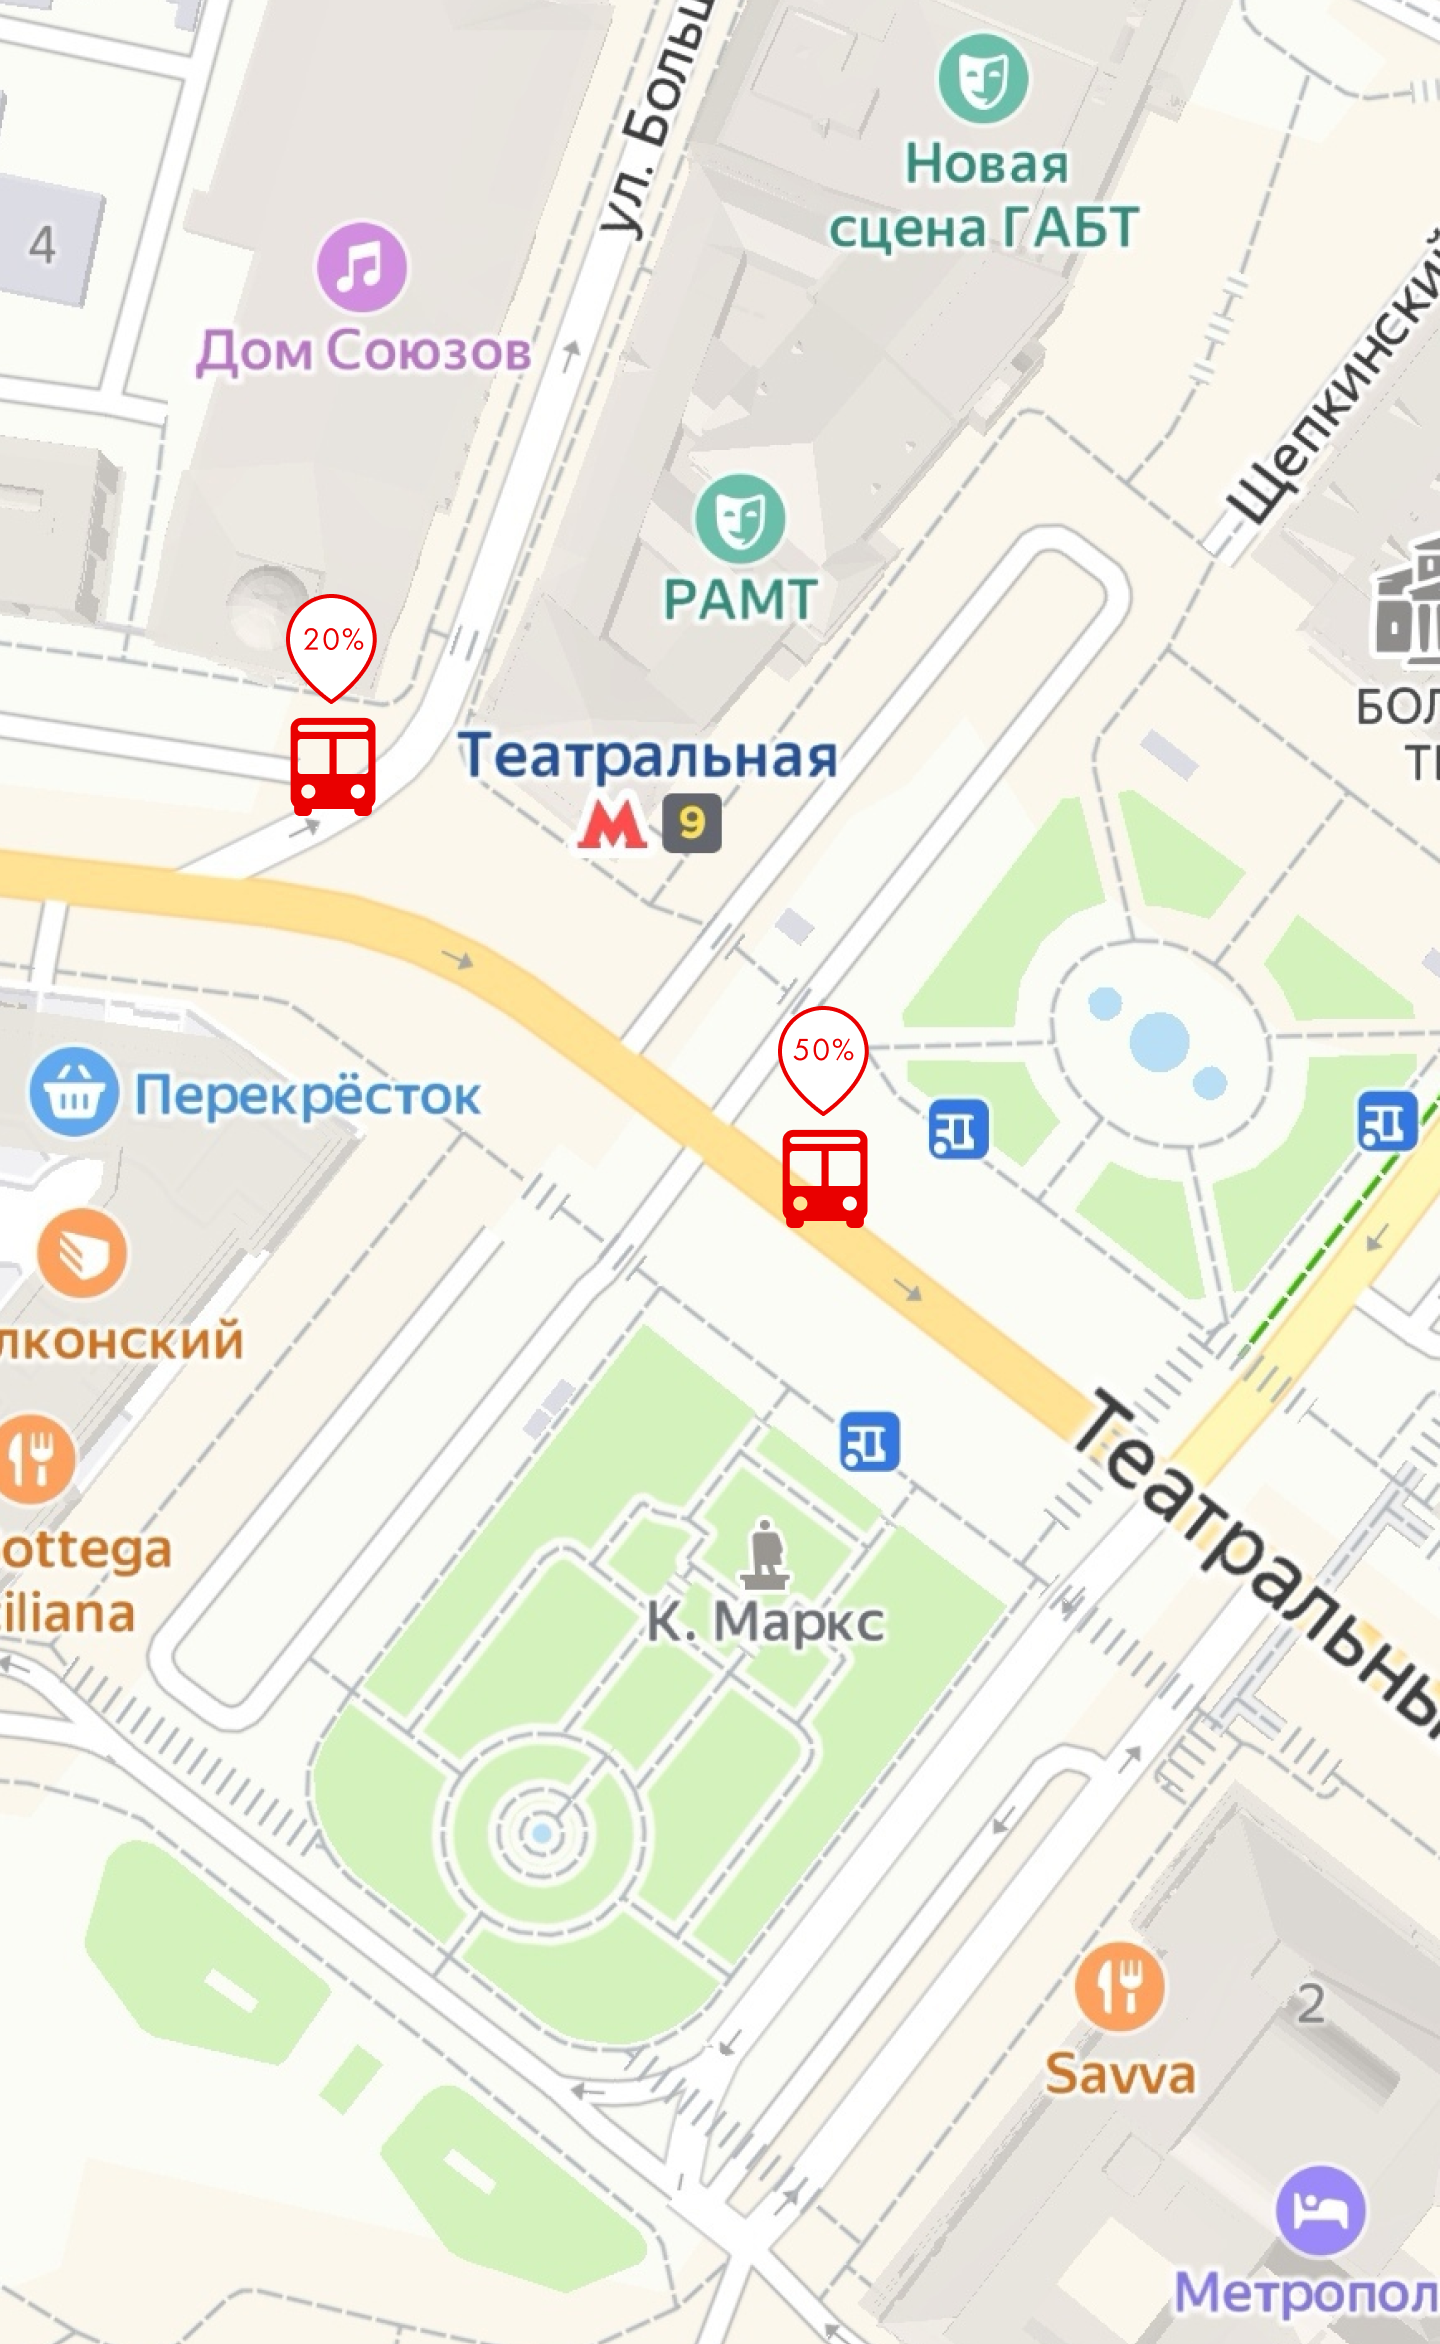 ул. Больш
Новая
сцена ГАБТ
4
Дом Союзов
Щепкинский
РАМТ
20%
БОЛ
ТЕ
Театральная
М 9
50%
Перекрёсток
лконский
Театральны
ottega
iliana
К. Маркс
2
Savva
Метропол